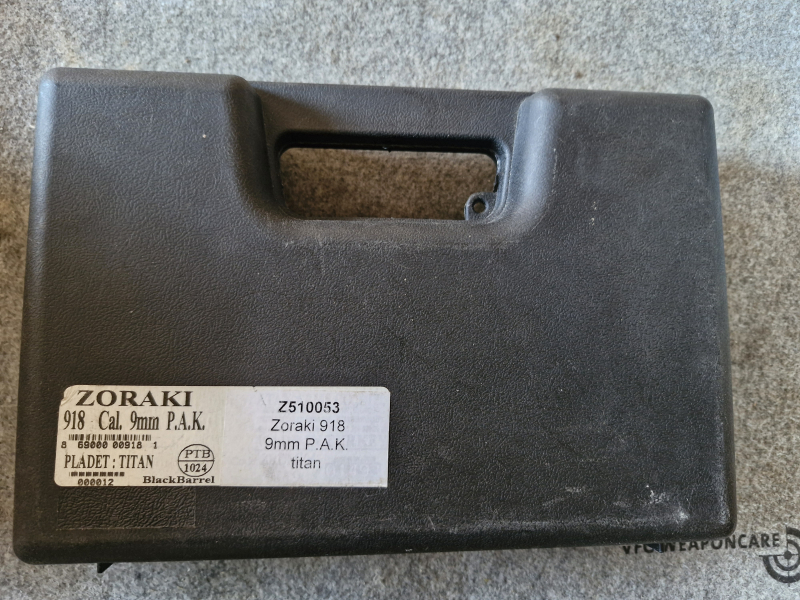 ZORAKI
918 Cal. 9mm P.A.K.
8 69000 00918 1
PLADET : TITAN
PTB
1024
000012
BlackBarrel
Z510053
Zoraki 918
9mm P.A.K.
titan
WEAPONCARE